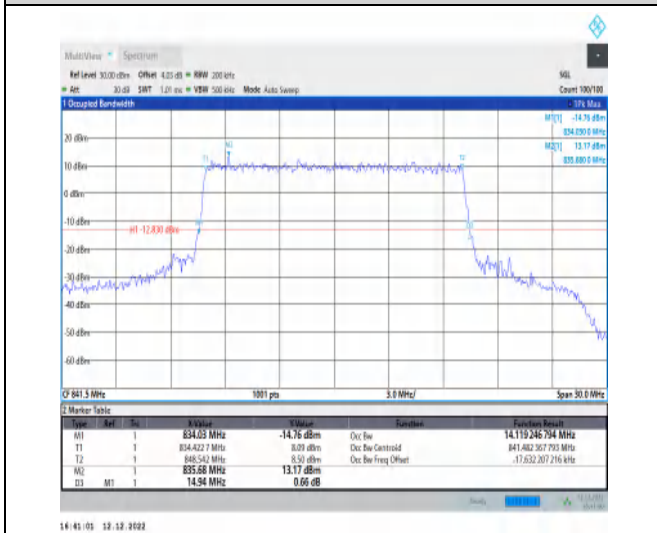 MultiView Spectrum
Ref Level 30.00 dBm Offset 4.05 dB RBW 200 kHz SGL
Att 30 dB SWT 1.01 ms VBW 500 kHz Mode Auto Sweep Count 100/100
1 Occupied Bandwidth 1Pk Max
M1[1] -14.76 dBm
834.030 0 MHz
M2[1] 13.17 dBm
835.680 0 MHz
20 dBm
M2
T1 T2
10 dBm
0 dBm
-10 dBm
H1 -12.830 dBm
-20 dBm
-30 dBm
-40 dBm
-50 dBm
-60 dBm
CF 841.5 MHz 1001 pts 3.0 MHz/ Span 30.0 MHz
2 Marker Table
Type Ref Trc X-Value Y-Value Function Function Result
M1 1 834.03 MHz -14.76 dBm Occ Bw 14.119 246 794 MHz
T1 1 834.422 7 MHz 8.09 dBm Occ Bw Centroid 841.482 367 793 MHz
T2 1 848.542 MHz 8.50 dBm Occ Bw Freq Offset -17.632 207 216 kHz
M2 1 835.68 MHz 13.17 dBm
D3 M1 1 14.94 MHz 0.66 dB
Ready
16:41:01 12.12.2022